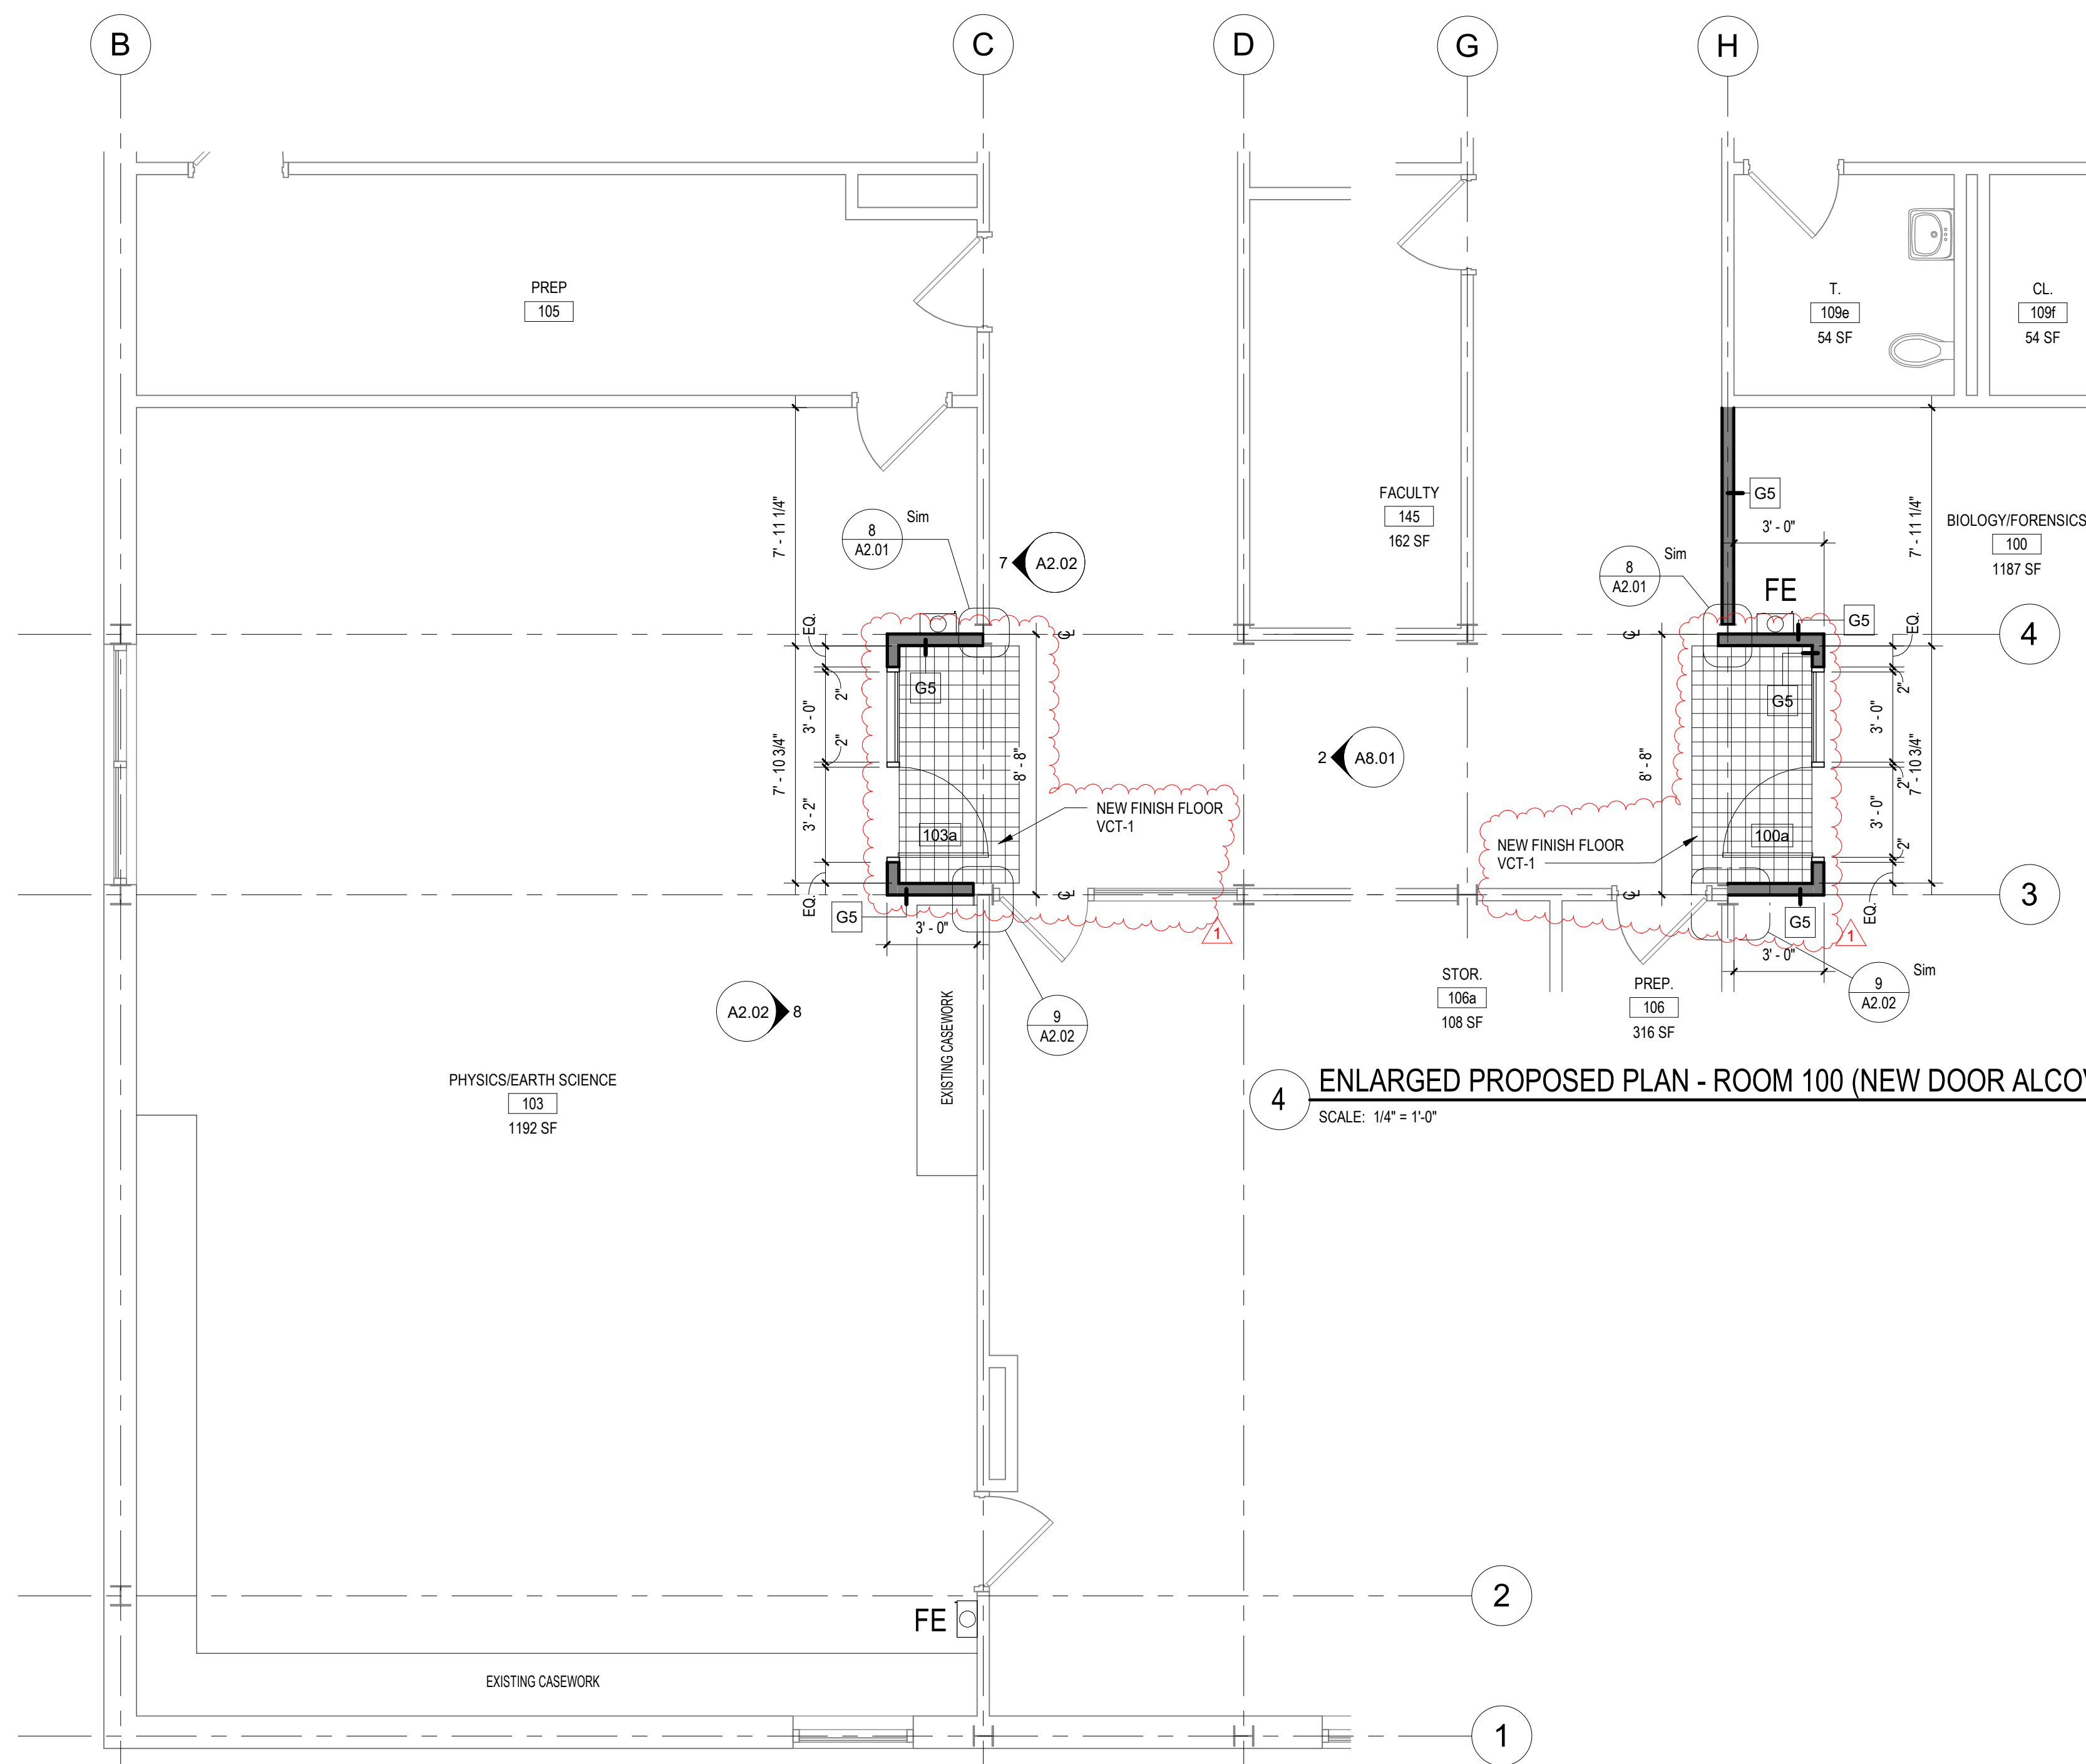 B
C
D
G
H
PREP
105
T.
109e
54 SF
CL.
109f
54 SF
7' - 11 1/4"
8
A2.01
Sim
7
A2.02
FACULTY
145
162 SF
G5
3' - 0"
7' - 11 1/4"
BIOLOGY/FORENSICS
100
1187 SF
8
A2.01
Sim
FE
G5
EQ.
4
EQ.
G5
2"
3' - 0"
2"
7' - 10 3/4"
3' - 2"
8' - 8"
103a
NEW FINISH FLOOR
VCT-1
EQ.
G5
3' - 0"
1
2
A8.01
8' - 8"
G5
2"
3' - 0"
2"
7' - 10 3/4"
3' - 0"
2"
NEW FINISH FLOOR
VCT-1
100a
EQ.
3
G5
1
3' - 0"
9
A2.02
Sim
A2.02
8
EXISTING CASEWORK
9
A2.02
STOR.
106a
108 SF
PREP.
106
316 SF
PHYSICS/EARTH SCIENCE
103
1192 SF
4
ENLARGED PROPOSED PLAN - ROOM 100 (NEW DOOR
SCALE: 1/4" = 1'-0"
2
FE
EXISTING CASEWORK
1